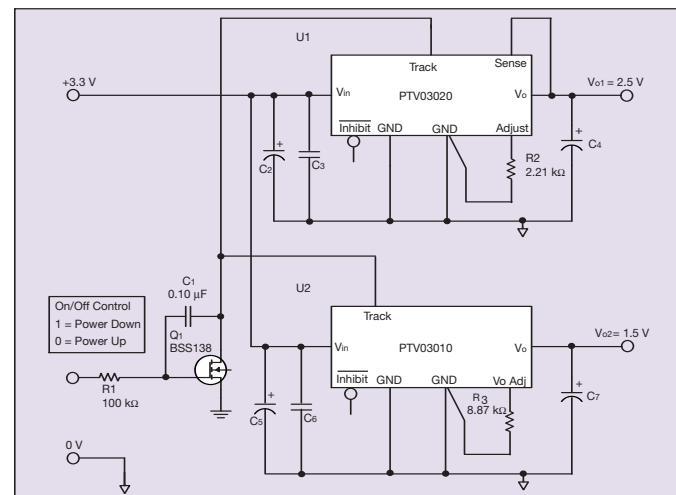 U1
Track
Sense
+3.3 V
Vin
PTV03020
Vo
Vo1 = 2.5 V
Inhibit
GND
GND
Adjust
+
C2
C3
R2
2.21 kΩ
+
C4
C1
0.10 µF
U2
On/Off Control
1 = Power Down
0 = Power Up
Q1
BSS138
Track
Vin
PTV03010
Vo
Vo2= 1.5 V
R1
100 kΩ
Inhibit
GND
GND
Vo Adj
+
C5
C6
R3
8.87 kΩ
+
C7
0 V